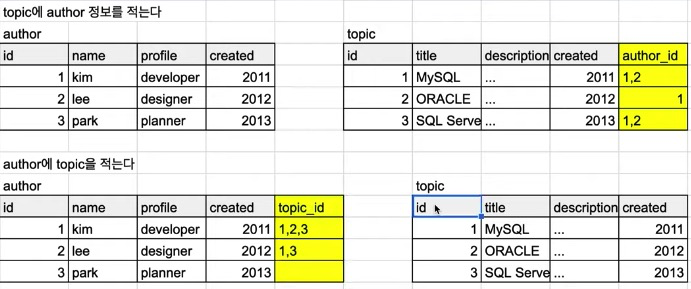 topic에 author 정보를 적는다
author topic
id name profile created id title description created author_id
1 kim developer 2011 1 MySQL ... 2011 1,2
2 lee designer 2012 2 ORACLE ... 2012 1
3 park planner 2013 3 SQL Serve ... 2013 1,2
author에 topic을 적는다
author topic
id name profile created topic_id id title description created
1 kim developer 2011 1,2,3 1 MySQL ... 2011
2 lee designer 2012 1,3 2 ORACLE ... 2012
3 park planner 2013 3 SQL Serve ... 2013